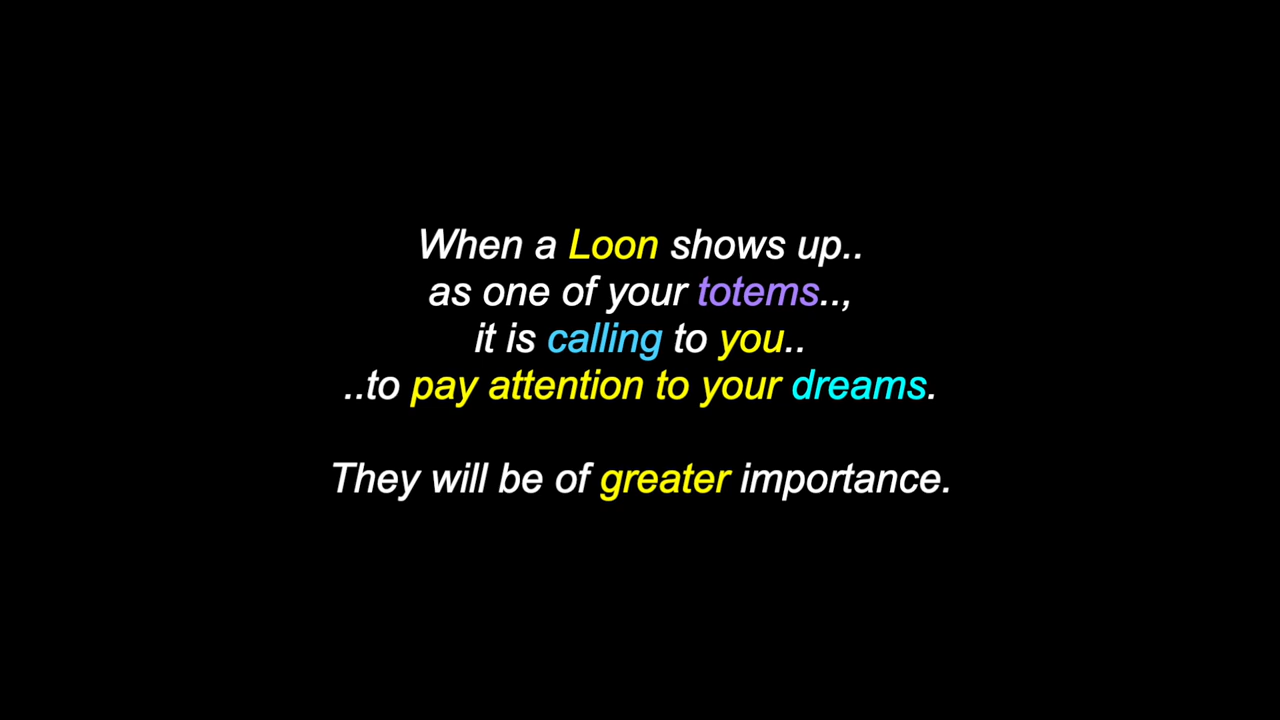 When a Loon shows up..
as one of your totems..,
it is calling to you..
..to pay attention to your dreams.
They will be of greater importance.